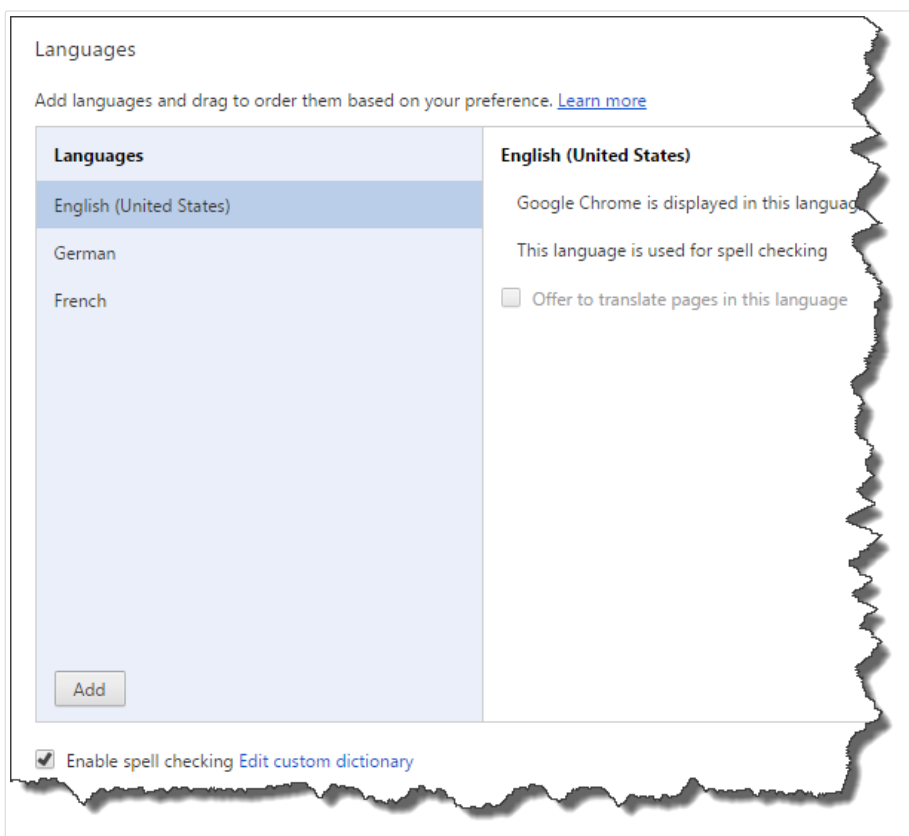 Languages
Add languages and drag to order them based on your preference. Learn more
Languages
English (United States)
German
French
Add
English (United States)
Google Chrome is displayed in this
This language is used for spell checking
Offer to translate pages in this language
Enable spell checking Edit custom dictionary